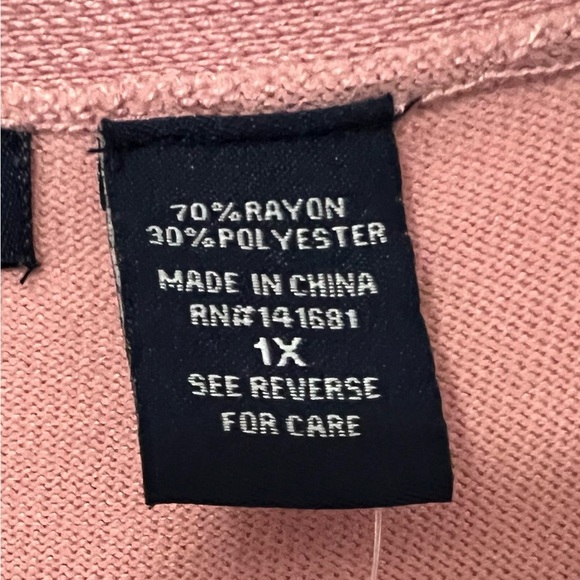 70%RAYON
30%POLYESTER
MADE IN CHINA
RN#141681
1X
SEE REVERSE
FOR CARE